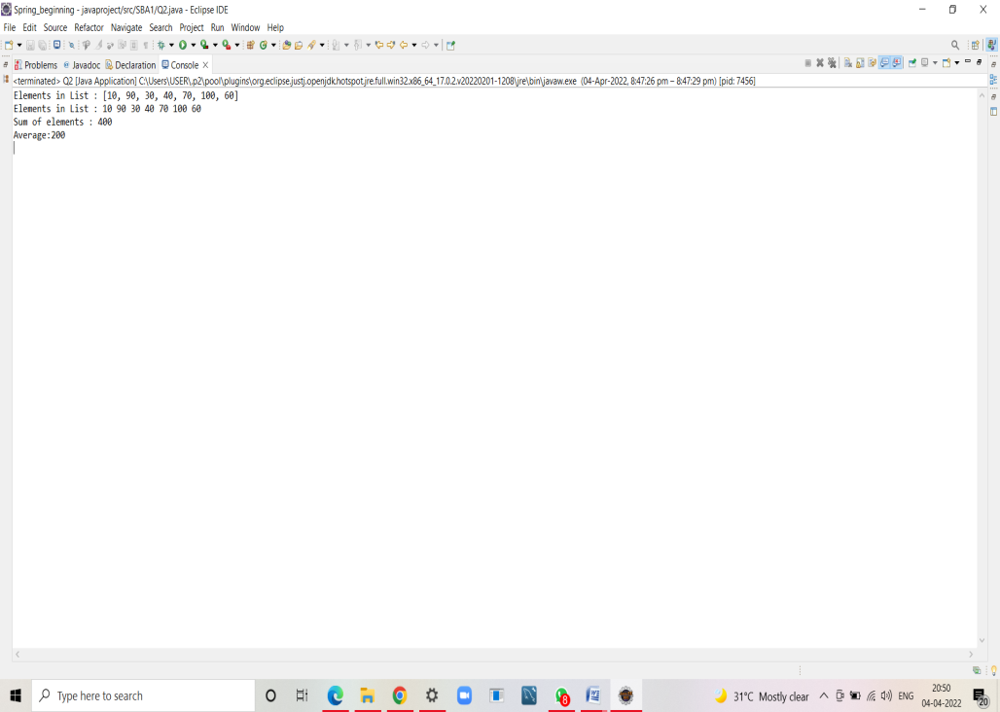 Spring_beginning - javaproject/src/SBA1/Q2.java - Eclipse IDE
File Edit Source Refactor Navigate Search Project Run Window Help
Problems Javadoc Declaration Console
<terminated> Q2 [Java Application] C:\Users\USER\.p2\pool\plugins\org.eclipse.justj.openjdk.hotspot.jre.full.win32.x86_64_17.0.2.v20220201-1208\jre\bin\javaw.exe (04-Apr-2022, 8:47:26 pm – 8:47:29 pm) [pid: 7456]
Elements in List : [10, 90, 30, 40, 70, 100, 60]
Elements in List : 10 90 30 40 70 100 60
Sum of elements : 400
Average:200
Type here to search
8
31°C Mostly clear
ENG
20:50
04-04-2022
20